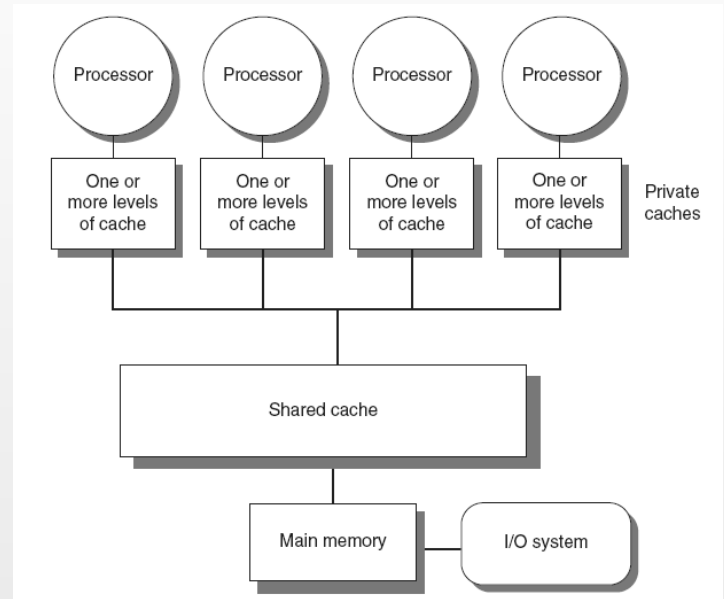 Processor
Processor
Processor
Processor
One or
more levels
of cache
One or
more levels
of cache
One or
more levels
of cache
One or
more levels
of cache
Private
caches
Shared cache
Main memory
I/O system